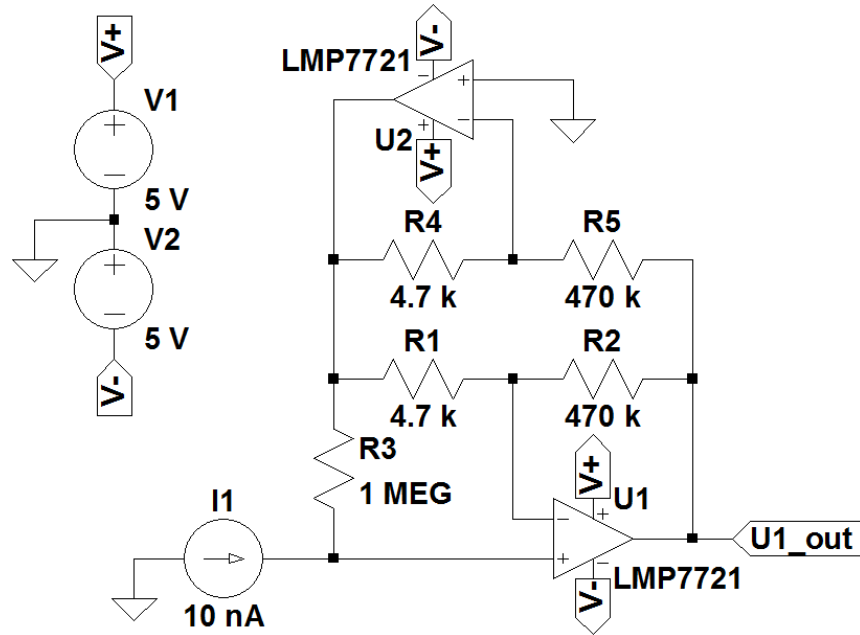 V+
V1
5 V
V2
5 V
V-
V-
LMP7721
U2
V+
R4
4.7 k
R5
470 k
R1
4.7 k
R2
470 k
R3
1 MEG
I1
10 nA
V+
U1
LMP7721
V-
U1_out